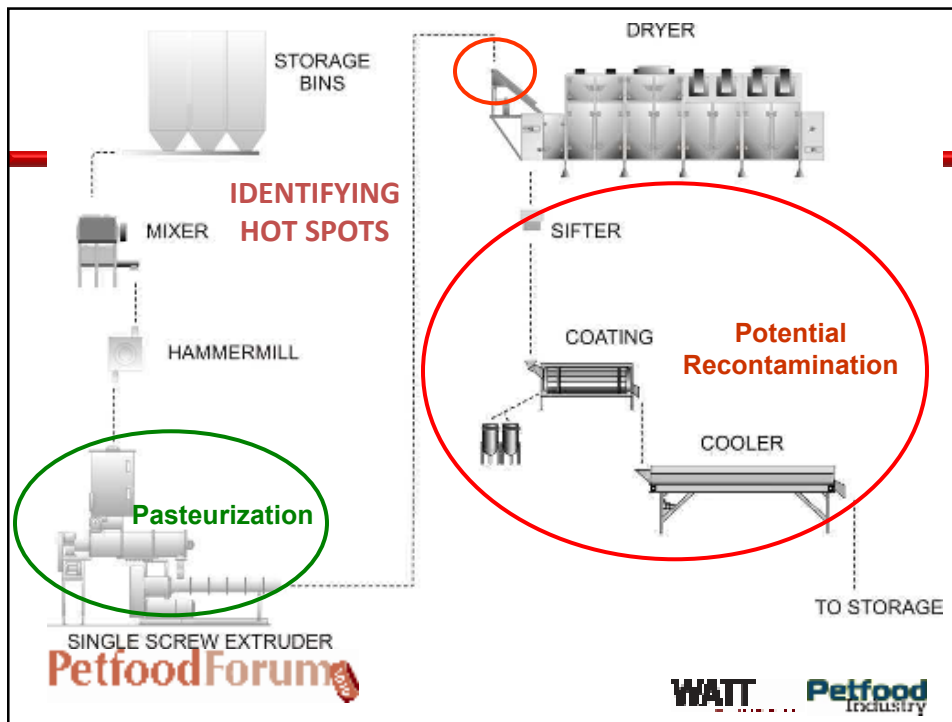 DRYER
STORAGE
BINS
IDENTIFYING
HOT SPOTS
MIXER
SIFTER
HAMMERMILL
COATING
Potential
Recontamination
COOLER
Pasteurization
TO STORAGE
SINGLE SCREW EXTRUDER
PetfoodForum
WATT
Petfood
Industry